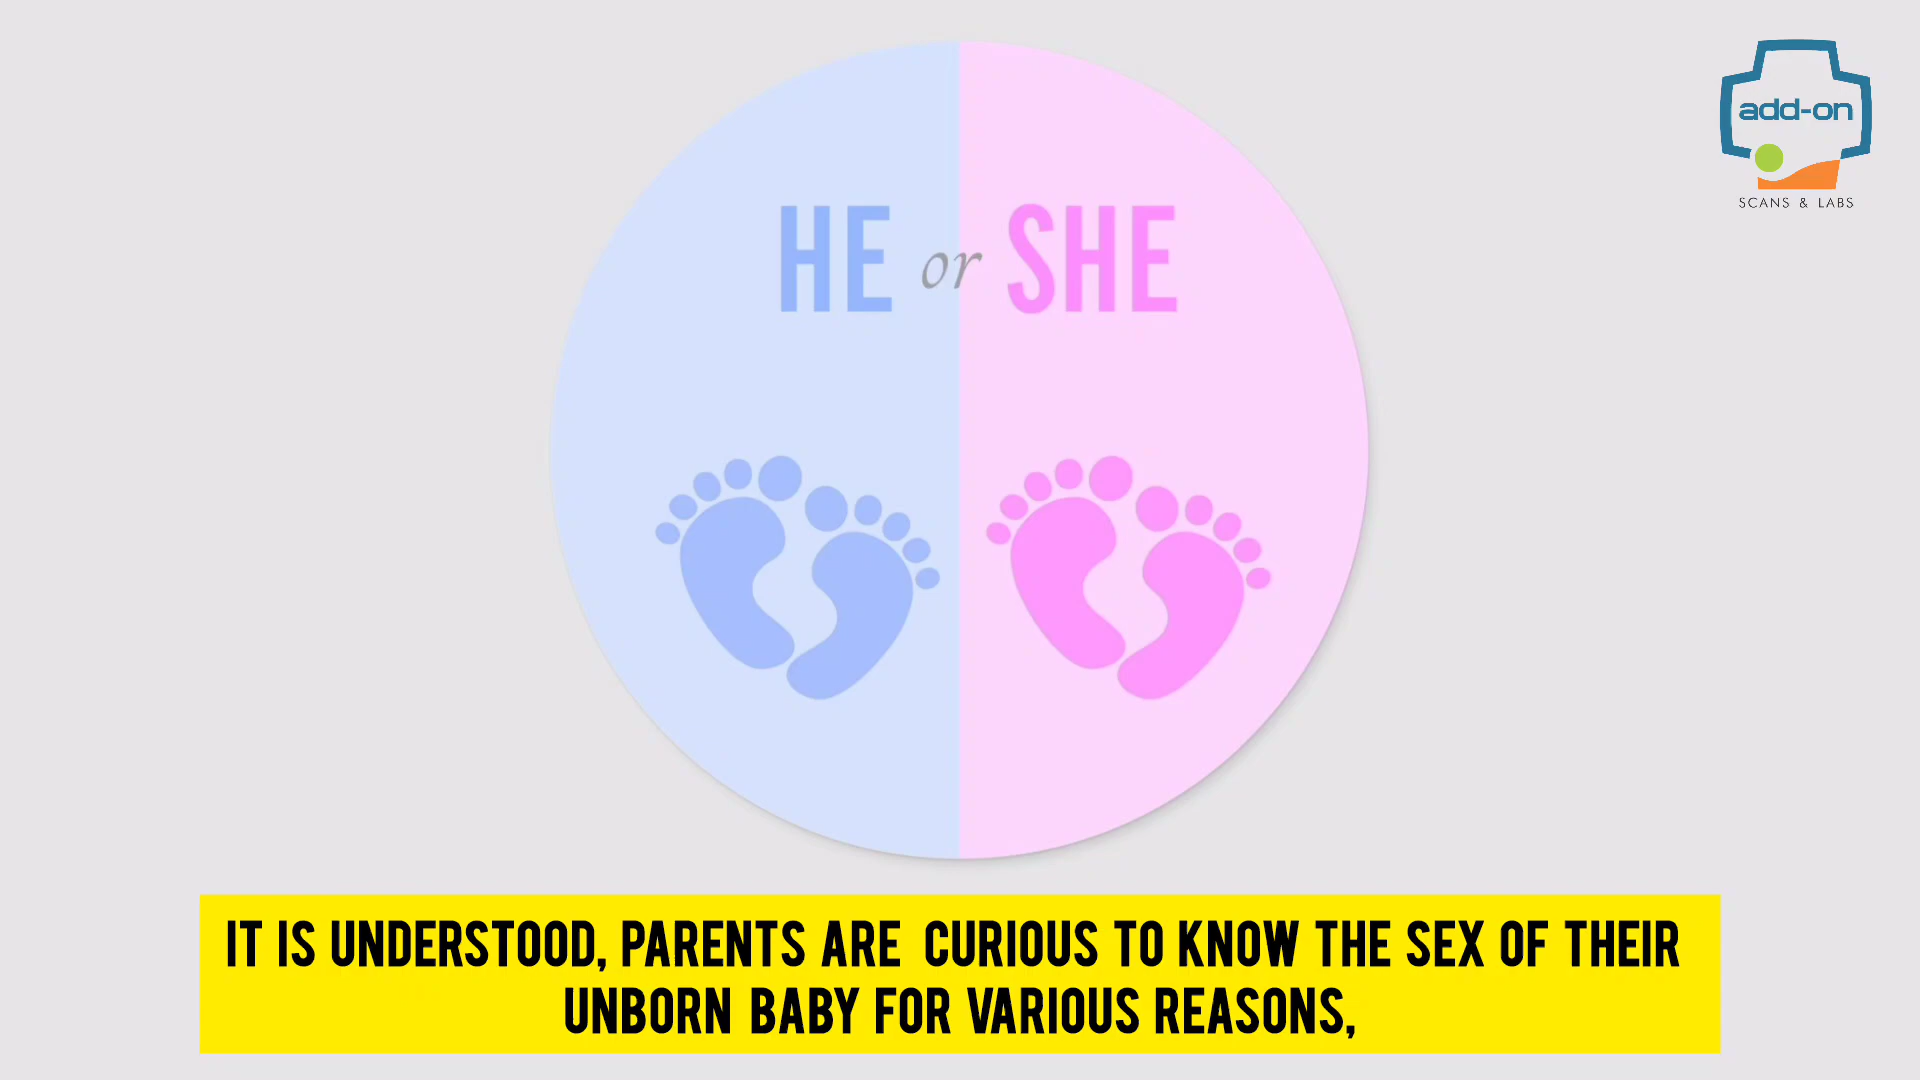 add-on
SCANS & LABS
HE or SHE
IT IS UNDERSTOOD, PARENTS ARE CURIOUS TO KNOW THE SEX OF THEIR
UNBORN BABY FOR VARIOUS REASONS,